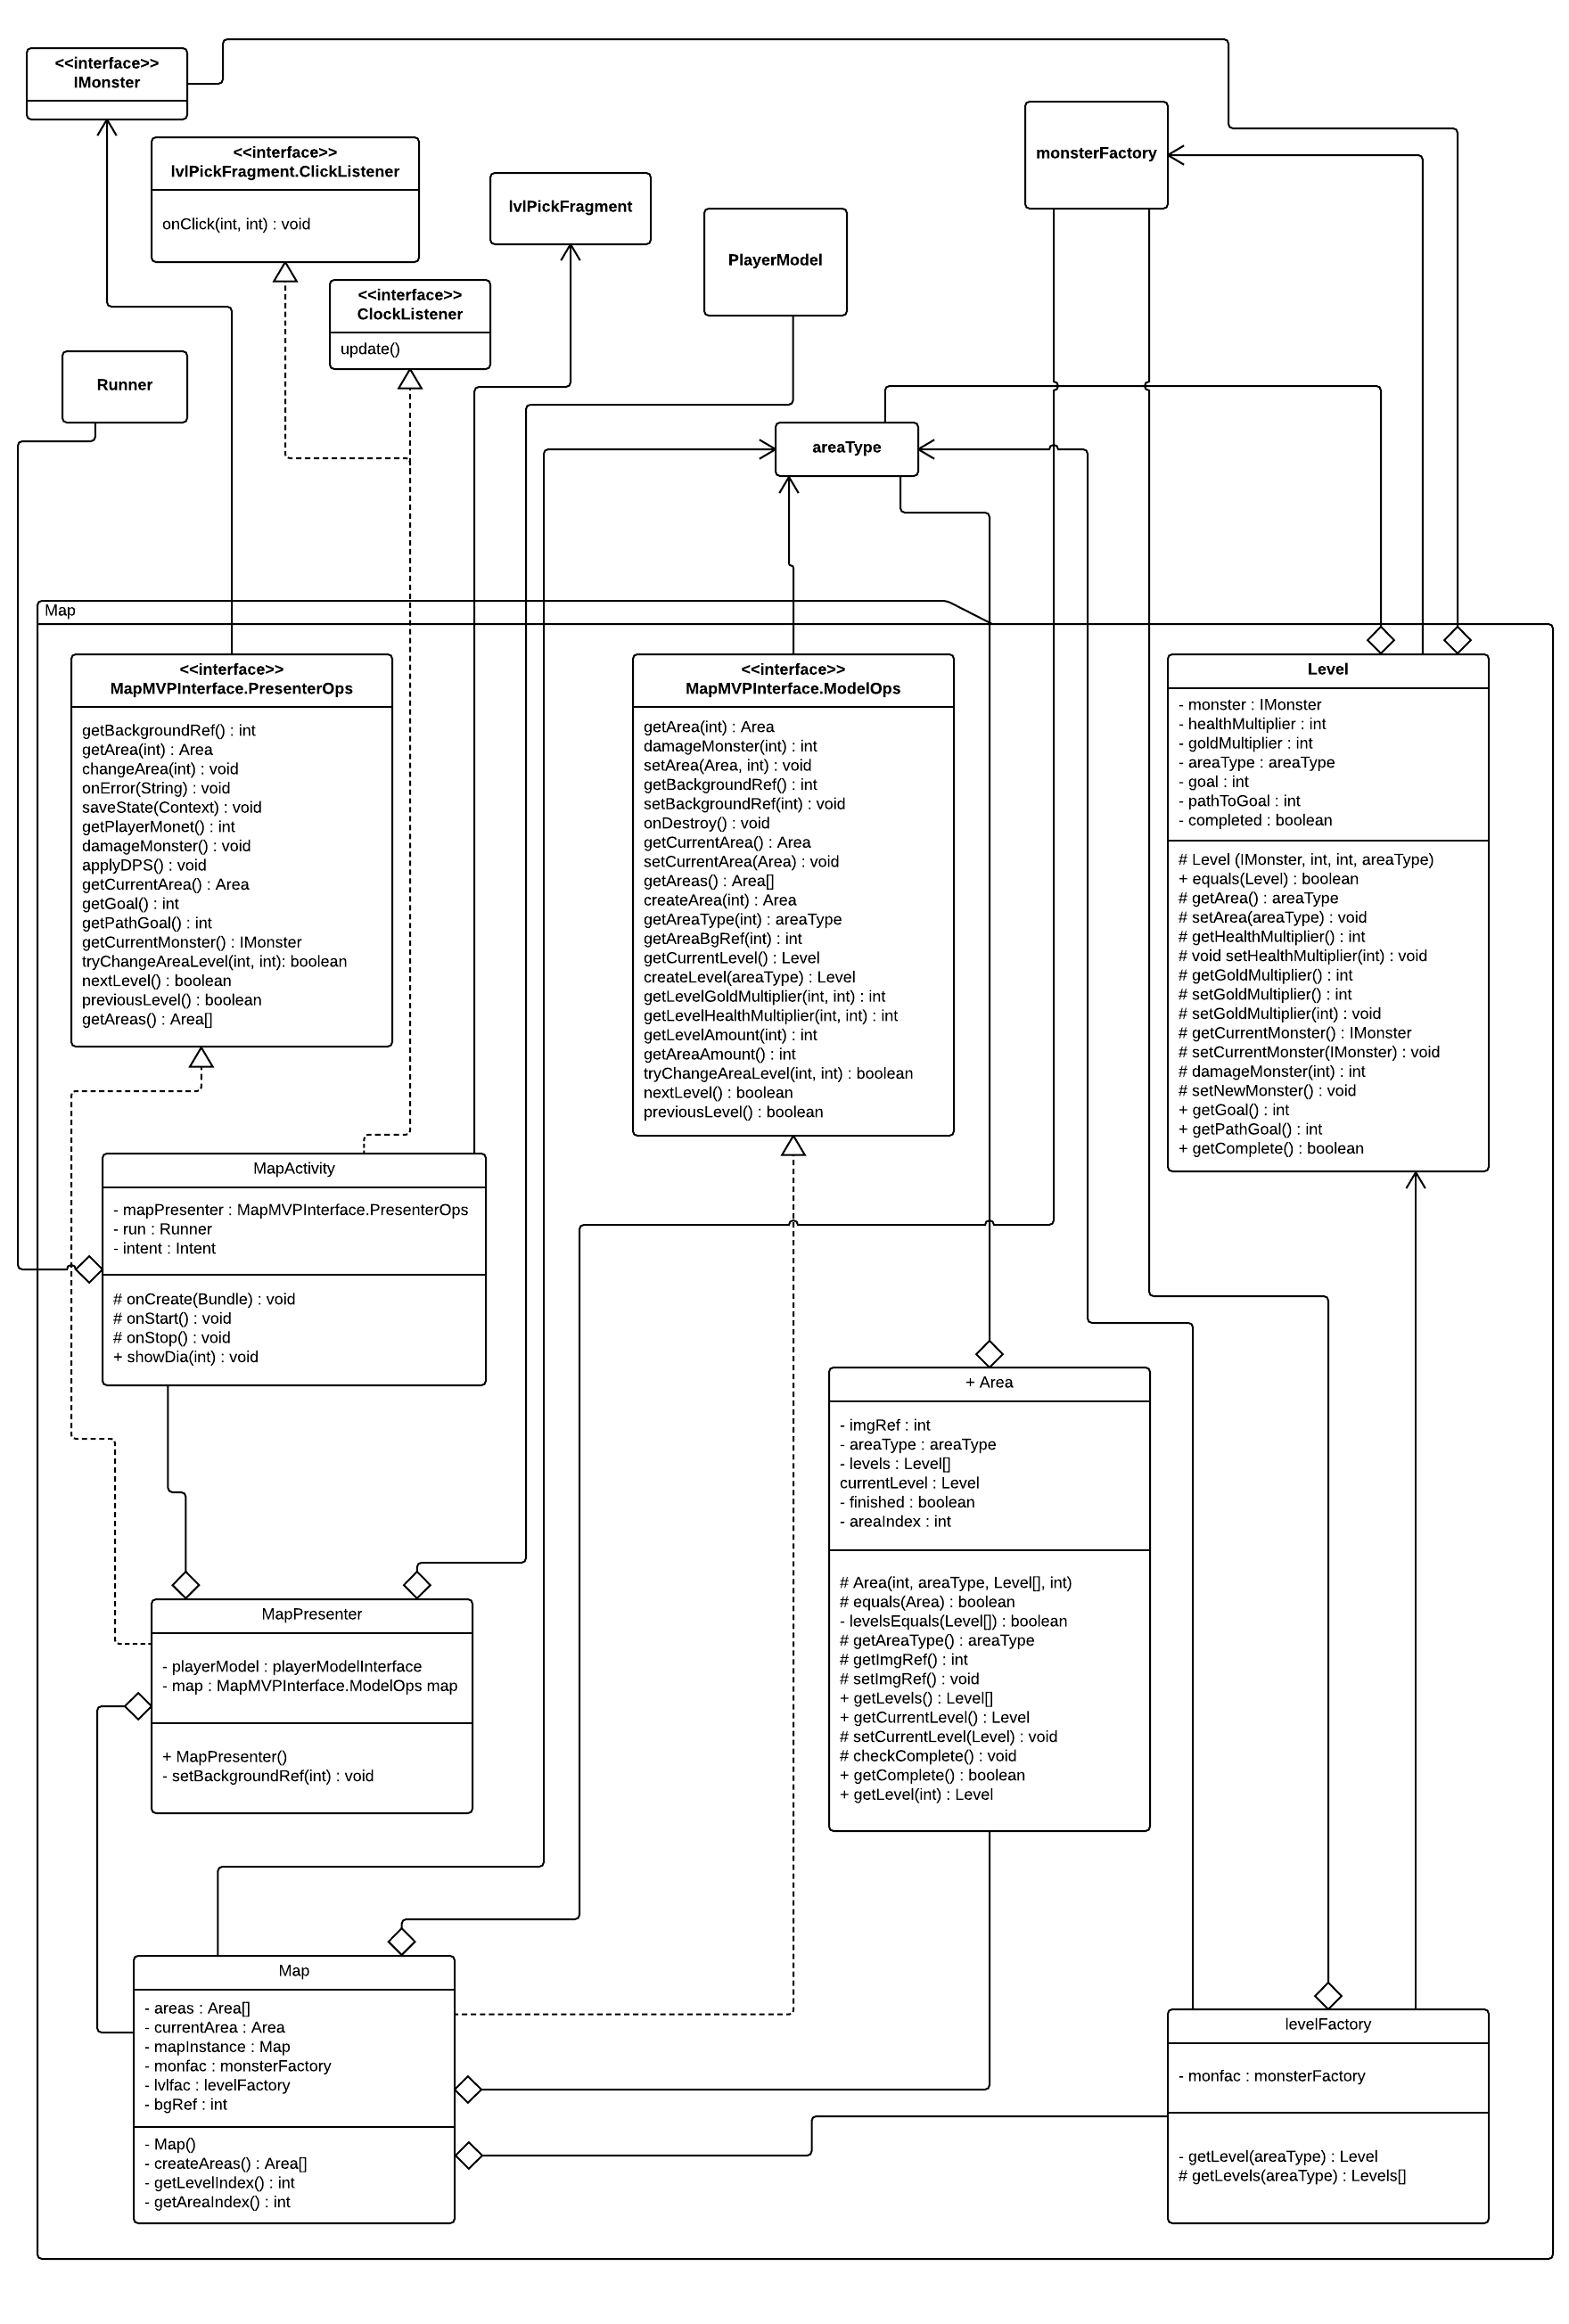 <<interface>>
IMonster
<<interface>>
lvlPickFragment.ClickListener
onClick(int, int) : void
lvlPickFragment
monsterFactory
PlayerModel
<<interface>>
ClockListener
update()
Runner
areaType
Map
<<interface>>
MapMVPInterface.PresenterOps
getBackgroundRef() : int
getArea(int) : Area
changeArea(int) : void
onError(String) : void
saveState(Context) : void
getPlayerMonet() : int
damageMonster() : void
applyDPS() : void
getCurrentArea() : Area
getGoal() : int
getPathGoal() : int
getCurrentMonster() : IMonster
tryChangeAreaLevel(int, int): boolean
nextLevel() : boolean
previousLevel() : boolean
getAreas() : Area[]
<<interface>>
MapMVPInterface.ModelOps
getArea(int) : Area
damageMonster(int) : int
setArea(Area, int) : void
getBackgroundRef() : int
setBackgroundRef(int) : void
onDestroy() : void
getCurrentArea() : Area
setCurrentArea(Area) : void
getAreas() : Area[]
createArea(int) : Area
getAreaType(int) : areaType
getAreaBgRef(int) : int
getCurrentLevel() : Level
createLevel(areaType) : Level
getLevelGoldMultiplier(int, int) : int
getLevelHealthMultiplier(int, int) : int
getLevelAmount(int) : int
getAreaAmount() : int
tryChangeAreaLevel(int, int) : boolean
nextLevel() : boolean
previousLevel() : boolean
Level
- monster : IMonster
- healthMultiplier : int
- goldMultiplier : int
- areaType : areaType
- goal : int
- pathToGoal : int
- completed : boolean
# Level (IMonster, int, int, areaType)
+ equals(Level) : boolean
# getArea() : areaType
# setArea(areaType) : void
# getHealthMultiplier() : int
# void setHealthMultiplier(int) : void
# getGoldMultiplier() : int
# setGoldMultiplier() : int
# setGoldMultiplier(int) : void
# getCurrentMonster() : IMonster
# setCurrentMonster(IMonster) : void
# damageMonster(int) : int
# setNewMonster() : void
+ getGoal() : int
+ getPathGoal() : int
+ getComplete() : boolean
MapActivity
- mapPresenter : MapMVPInterface.PresenterOps
- run : Runner
- intent : Intent
# onCreate(Bundle) : void
# onStart() : void
# onStop() : void
+ showDia(int) : void
+ Area
- imgRef : int
- areaType : areaType
- levels : Level[]
currentLevel : Level
- finished : boolean
- areaIndex : int
# Area(int, areaType, Level[], int)
# equals(Area) : boolean
- levelsEquals(Level[]) : boolean
# getAreaType() : areaType
# getImgRef() : int
# setImgRef() : void
+ getLevels() : Level[]
+ getCurrentLevel() : Level
# setCurrentLevel(Level) : void
# checkComplete() : void
+ getComplete() : boolean
+ getLevel(int) : Level
MapPresenter
- playerModel : playerModelInterface
- map : MapMVPInterface.ModelOps map
+ MapPresenter()
- setBackgroundRef(int) : void
Map
- areas : Area[]
- currentArea : Area
- mapInstance : Map
- monfac : monsterFactory
- lvlfac : levelFactory
- bgRef : int
- Map()
- createAreas() : Area[]
- getLevelIndex() : int
- getAreaIndex() : int
levelFactory
- monfac : monsterFactory
- getLevel(areaType) : Level
# getLevels(areaType) : Levels[]